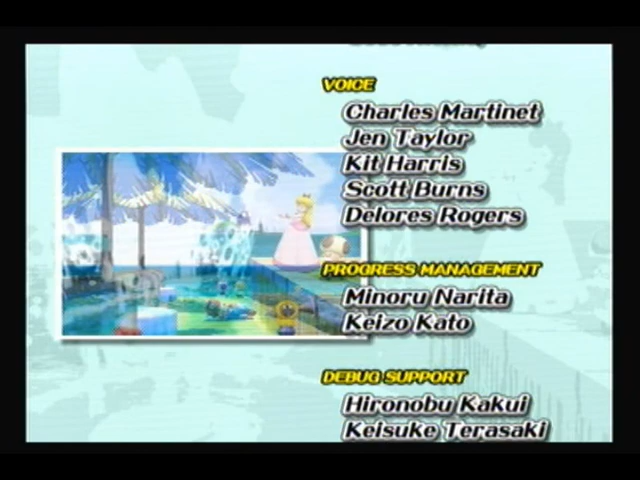 VOICE
Charles Martinet
Jen Taylor
Kit Harris
Scott Burns
Delores Rogers
PROGRESS MANAGEMENT
Minoru Narita
Keizo Kato
DEBUG SUPPORT
Hironobu Kakui
Keisuke Terasaki